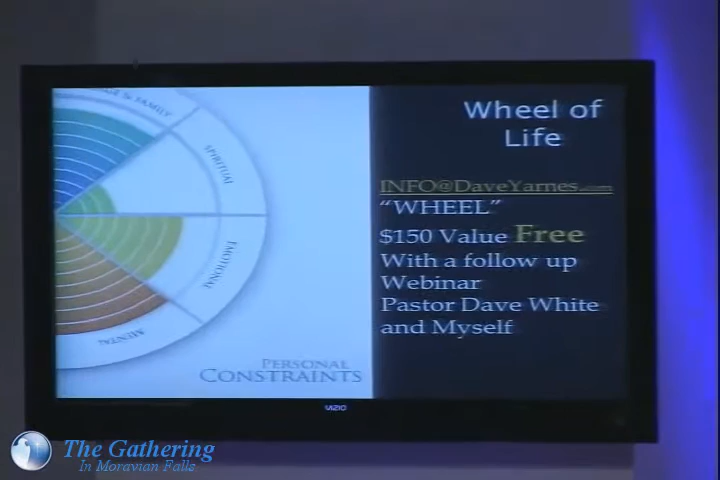 Wheel of
Life
& FAMILY
SPIRITUAL
EMOTIONAL
MENTAL
INFO@DaveYarnes.com
“WHEEL”
$150 Value Free
With a follow up
Webinar
Pastor Dave White
and Myself
PERSONAL
CONSTRAINTS
VIZIO
The Gathering
In Moravian Falls